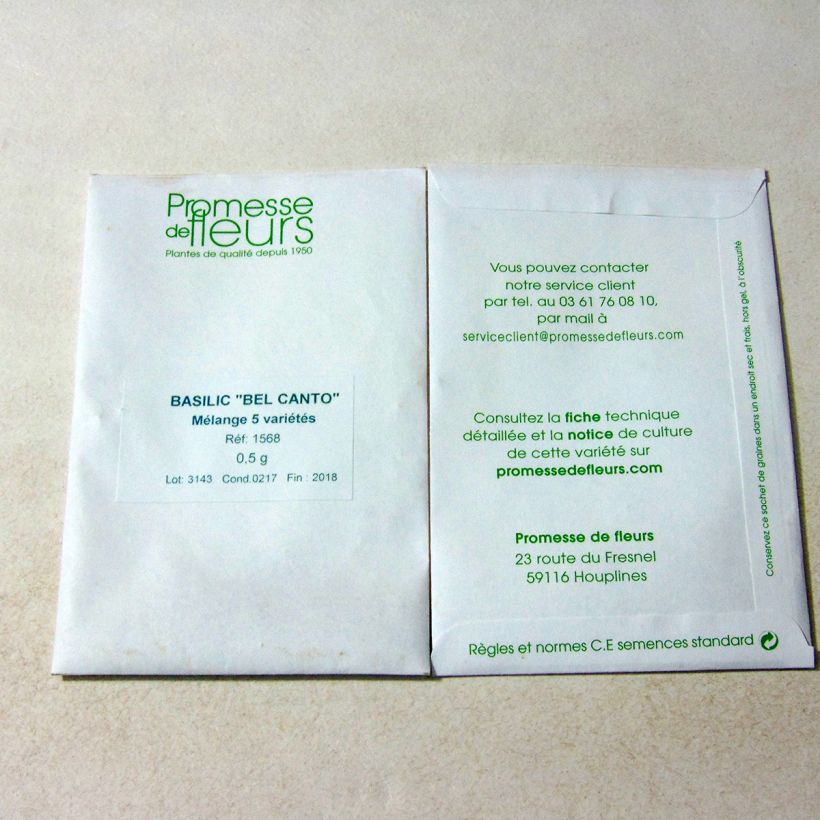 Promesse
de fleurs
Plantes de qualité depuis 1950
BASILIC "BEL CANTO"
Mélange 5 variétés
Réf: 1568
0,5 g
Lot: 3143 Cond.0217 Fin : 2018
Vous pouvez contacter
notre service client
par tel. au 03 61 76 08 10,
par mail à
serviceclient@promessedefleurs.com
Consultez la fiche technique
détaillée et la notice de culture
de cette variété sur
promessedefleurs.com
Promesse de fleurs
23 route du Fresnel
59116 Houplines
Règles et normes C.E semences standard
Conservez ce sachet de graines dans un endroit sec et frais, hors gel, à l'obscurité